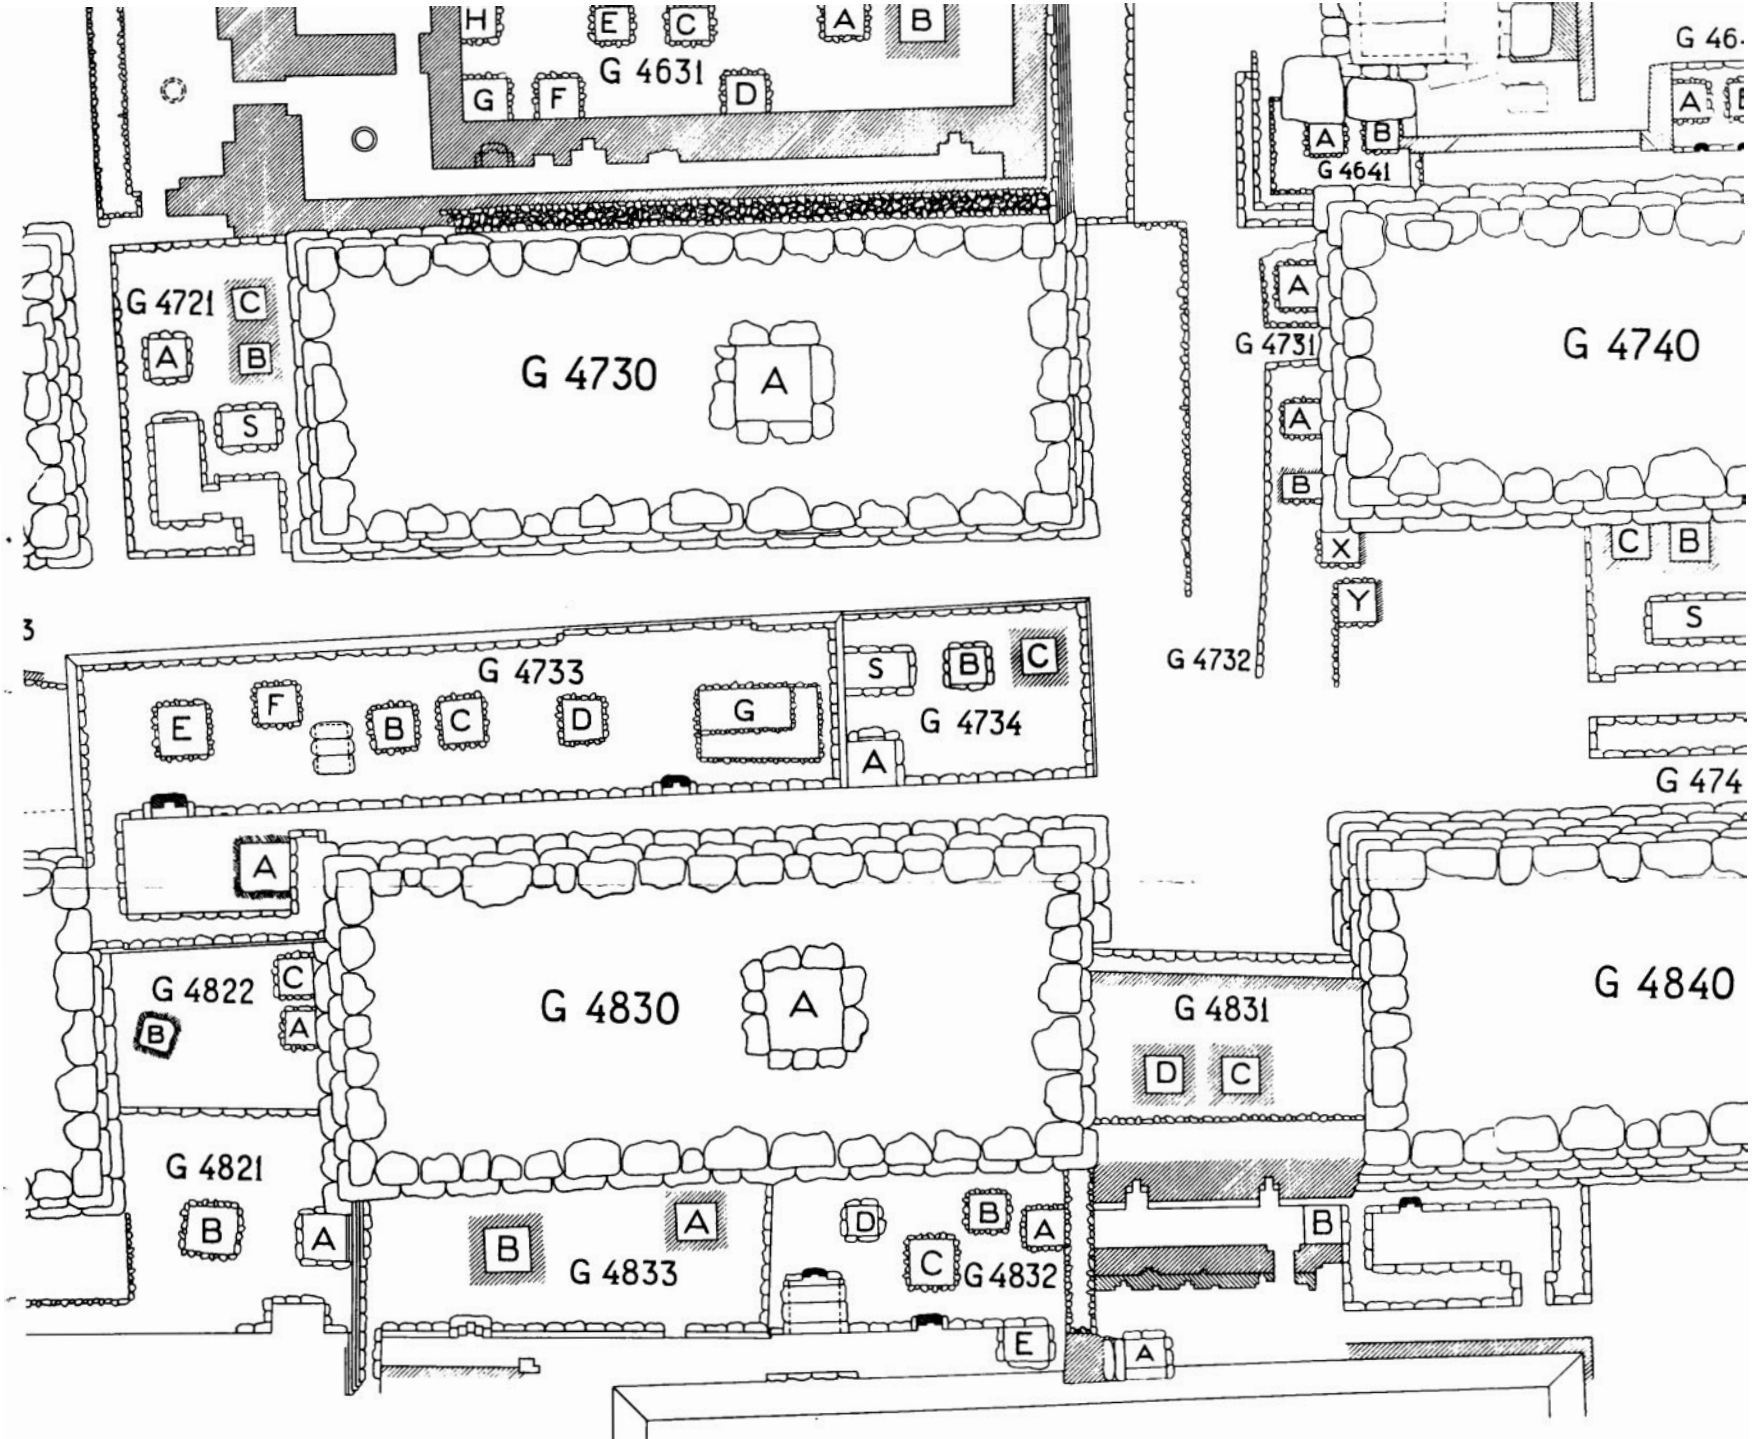 H E C A B
G 46
G 4631
G F D
A
A B
G 4641
G 4721 C
A B
S
G 4730 A
A
G 4731
A
B
G 4740
X
Y
C B
S
G 4732
3
G 4733
E F B C D G
S B C
G 4734
A
G 474
A
G 4822 C
B A
G 4830 A
G 4831
D C
G 4840
G 4821
B A
B A
G 4833
D B A
C G 4832
E
B
A